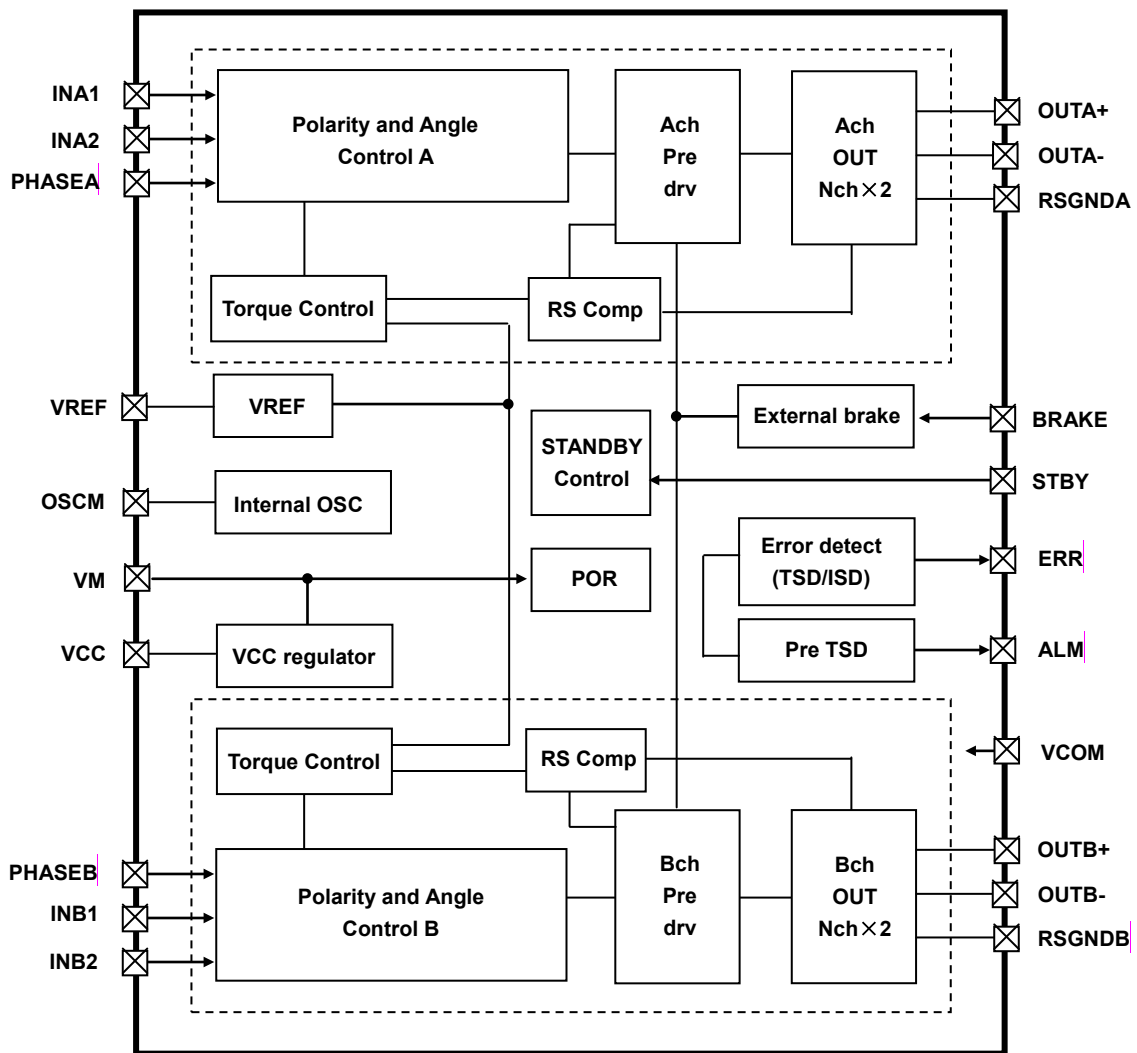 INA1
INA2
PHASEA
Polarity and Angle
Control A
Ach
Pre
drv
Ach
OUT
Nch×2
OUTA+
OUTA-
RSGNDA
Torque Control
RS Comp
VREF
VREF
External brake
BRAKE
STANDBY
Control
STBY
OSCM
Internal OSC
Error detect
(TSD/ISD)
ERR
VM
POR
VCC
VCC regulator
Pre TSD
ALM
Torque Control
RS Comp
VCOM
PHASEB
INB1
INB2
Polarity and Angle
Control B
Bch
Pre
drv
Bch
OUT
Nch×2
OUTB+
OUTB-
RSGNDB